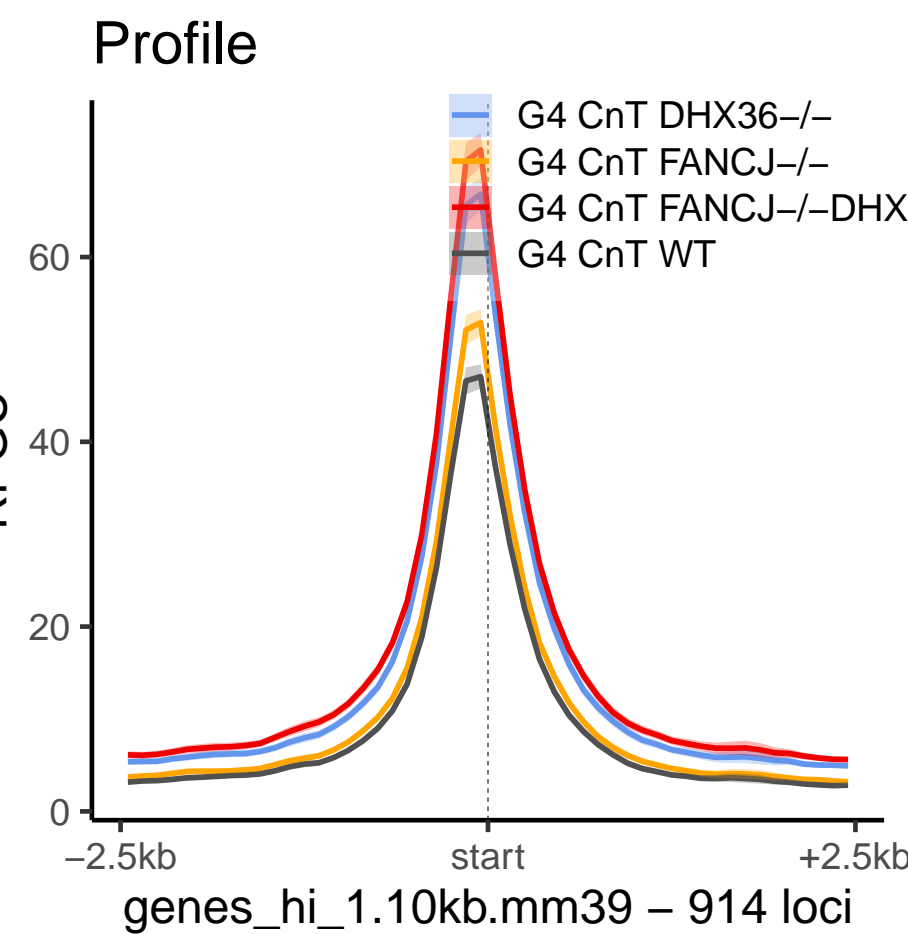 Profile
G4 CnT DHX36−/−
G4 CnT FANCJ−/−
G4 CnT FANCJ−/−DHX
G4 CnT WT
60
40
20
0
−2.5kb
start
+2.5kb
genes_hi_1.10kb.mm39 − 914 loci